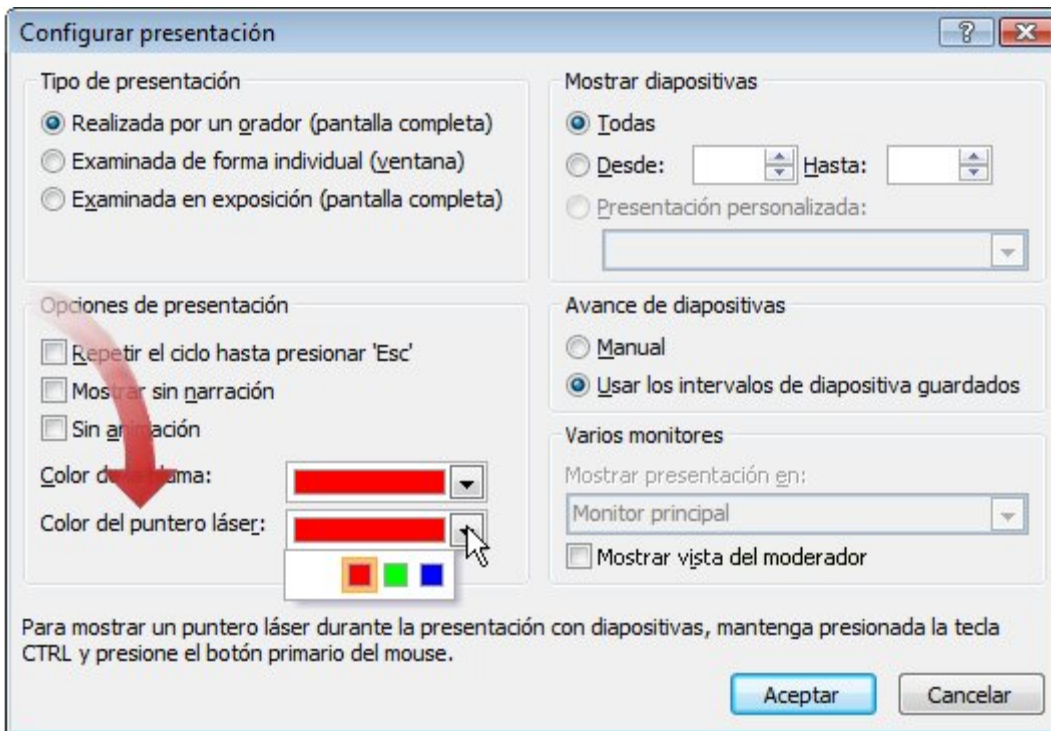 Configurar presentación
Tipo de presentación
Realizada por un orador (pantalla completa)
Examinada de forma individual (ventana)
Examinada en exposición (pantalla completa)
Mostrar diapositivas
Todas
Desde: Hasta:
Presentación personalizada:
Opciones de presentación
Repetir el ciclo hasta presionar 'Esc'
Mostrar sin narración
Sin animación
Color de la pluma:
Color del puntero láser:
Avance de diapositivas
Manual
Usar los intervalos de diapositiva guardados
Varios monitores
Mostrar presentación en:
Monitor principal
Mostrar vista del moderador
Para mostrar un puntero láser durante la presentación con diapositivas, mantenga presionada la tecla
CTRL y presione el botón primario del mouse.
Aceptar
Cancelar